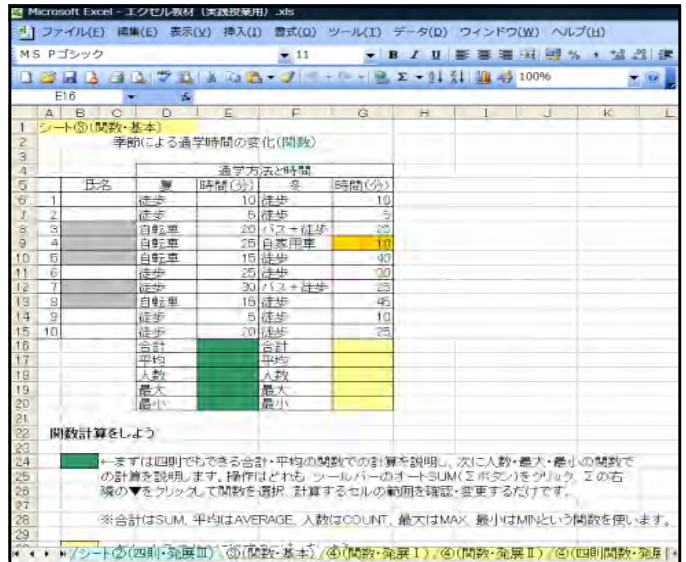 Microsoft Excel - エクセル教材（実践授業用）.xls
ファイル(F) 編集(E) 表示(V) 挿入(I) 書式(O) ツール(T) データ(D) ウィンドウ(W) ヘルプ(H)
MS Pゴシック 11 B I U
100%
E16
A B C D E F G H I J K L
1 シート③(関数・基本)
2 季節による通学時間の変化(関数)
3
4 通学方法と時間
5 氏名 夏 時間(分) 冬 時間(分)
6 1 徒歩 10 徒歩 10
7 2 徒歩 5 徒歩 5
8 3 自転車 20 バス+徒歩 25
9 4 自転車 25 自家用車 10
10 5 自転車 15 徒歩 40
11 6 徒歩 25 徒歩 30
12 7 徒歩 30 バス+徒歩 25
13 8 自転車 15 徒歩 45
14 9 徒歩 5 徒歩 10
15 10 徒歩 20 徒歩 25
16 合計 合計
17 平均 平均
18 人数 人数
19 最大 最大
20 最小 最小
21
22 関数計算をしよう
23
24 ←まずは四則でもできる合計・平均の関数での計算を説明し、次に人数・最大・最小の関数で
25 の計算を説明します。操作はどれも、ツールバーのオートSUM(Σボタン)をクリック、Σの右
26 隣の▼をクリックして関数を選択、計算するセルの範囲を確認・変更するだけです。
27
28 ※合計はSUM、平均はAVERAGE、人数はCOUNT、最大はMAX、最小はMINという関数を使います。
29
シート②(四則・発展Ⅲ) ③(関数・基本) ④(関数・発展Ⅰ) ④(関数・発展Ⅱ) ④(四則関数・発展